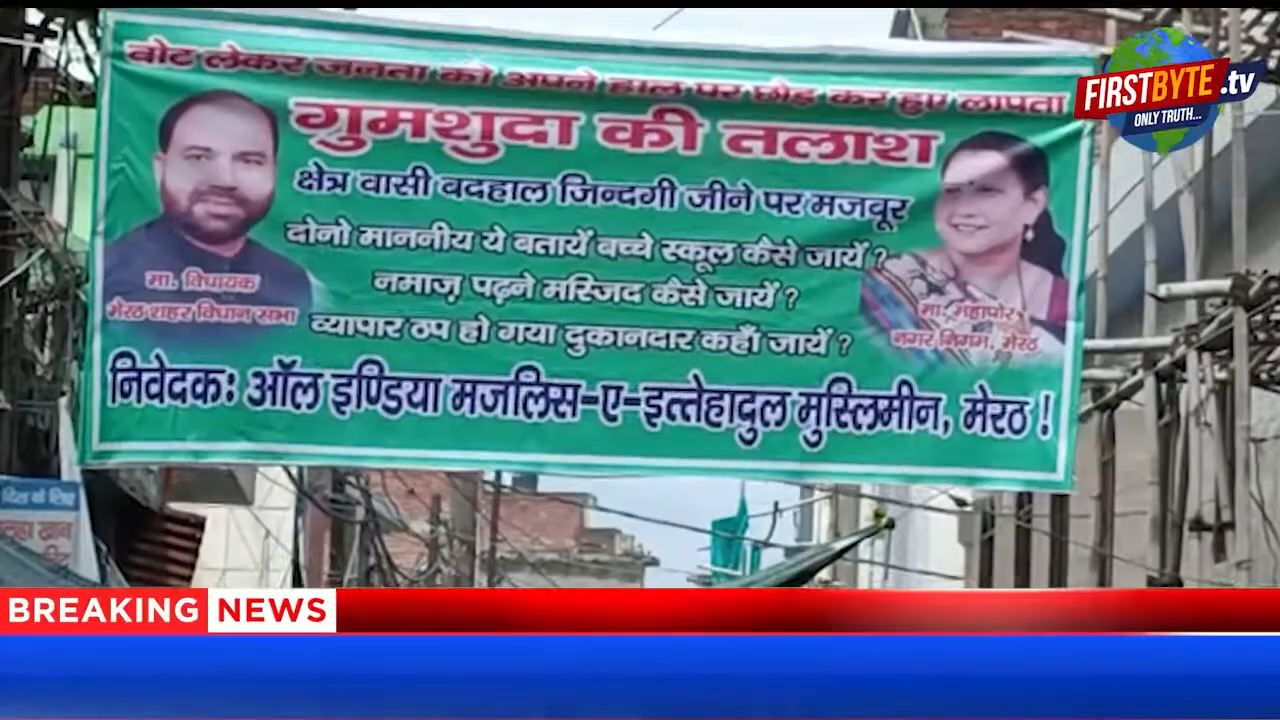 वोट लेकर जनता को अपने हाल पर छोड़ कर हुए लापता
गुमशुदा की तलाश
क्षेत्र वासी बदहाल जिन्दगी जीने पर मजबूर
दोनो माननीय ये बतायें बच्चे स्कूल कैसे जायें ?
नमाज़ पढ़ने मस्जिद कैसे जायें ?
व्यापार ठप हो गया दुकानदार कहाँ जायें ?
मा. विधायक
मेरठ शहर विधान सभा
मा. महापौर
नगर निगम, मेरठ
निवेदकः ऑल इण्डिया मजलिस-ए-इत्तेहादुल मुस्लिमीन, मेरठ !
FIRSTBYTE.tv
ONLY TRUTH...
दिल के लिए
खान
BREAKING NEWS